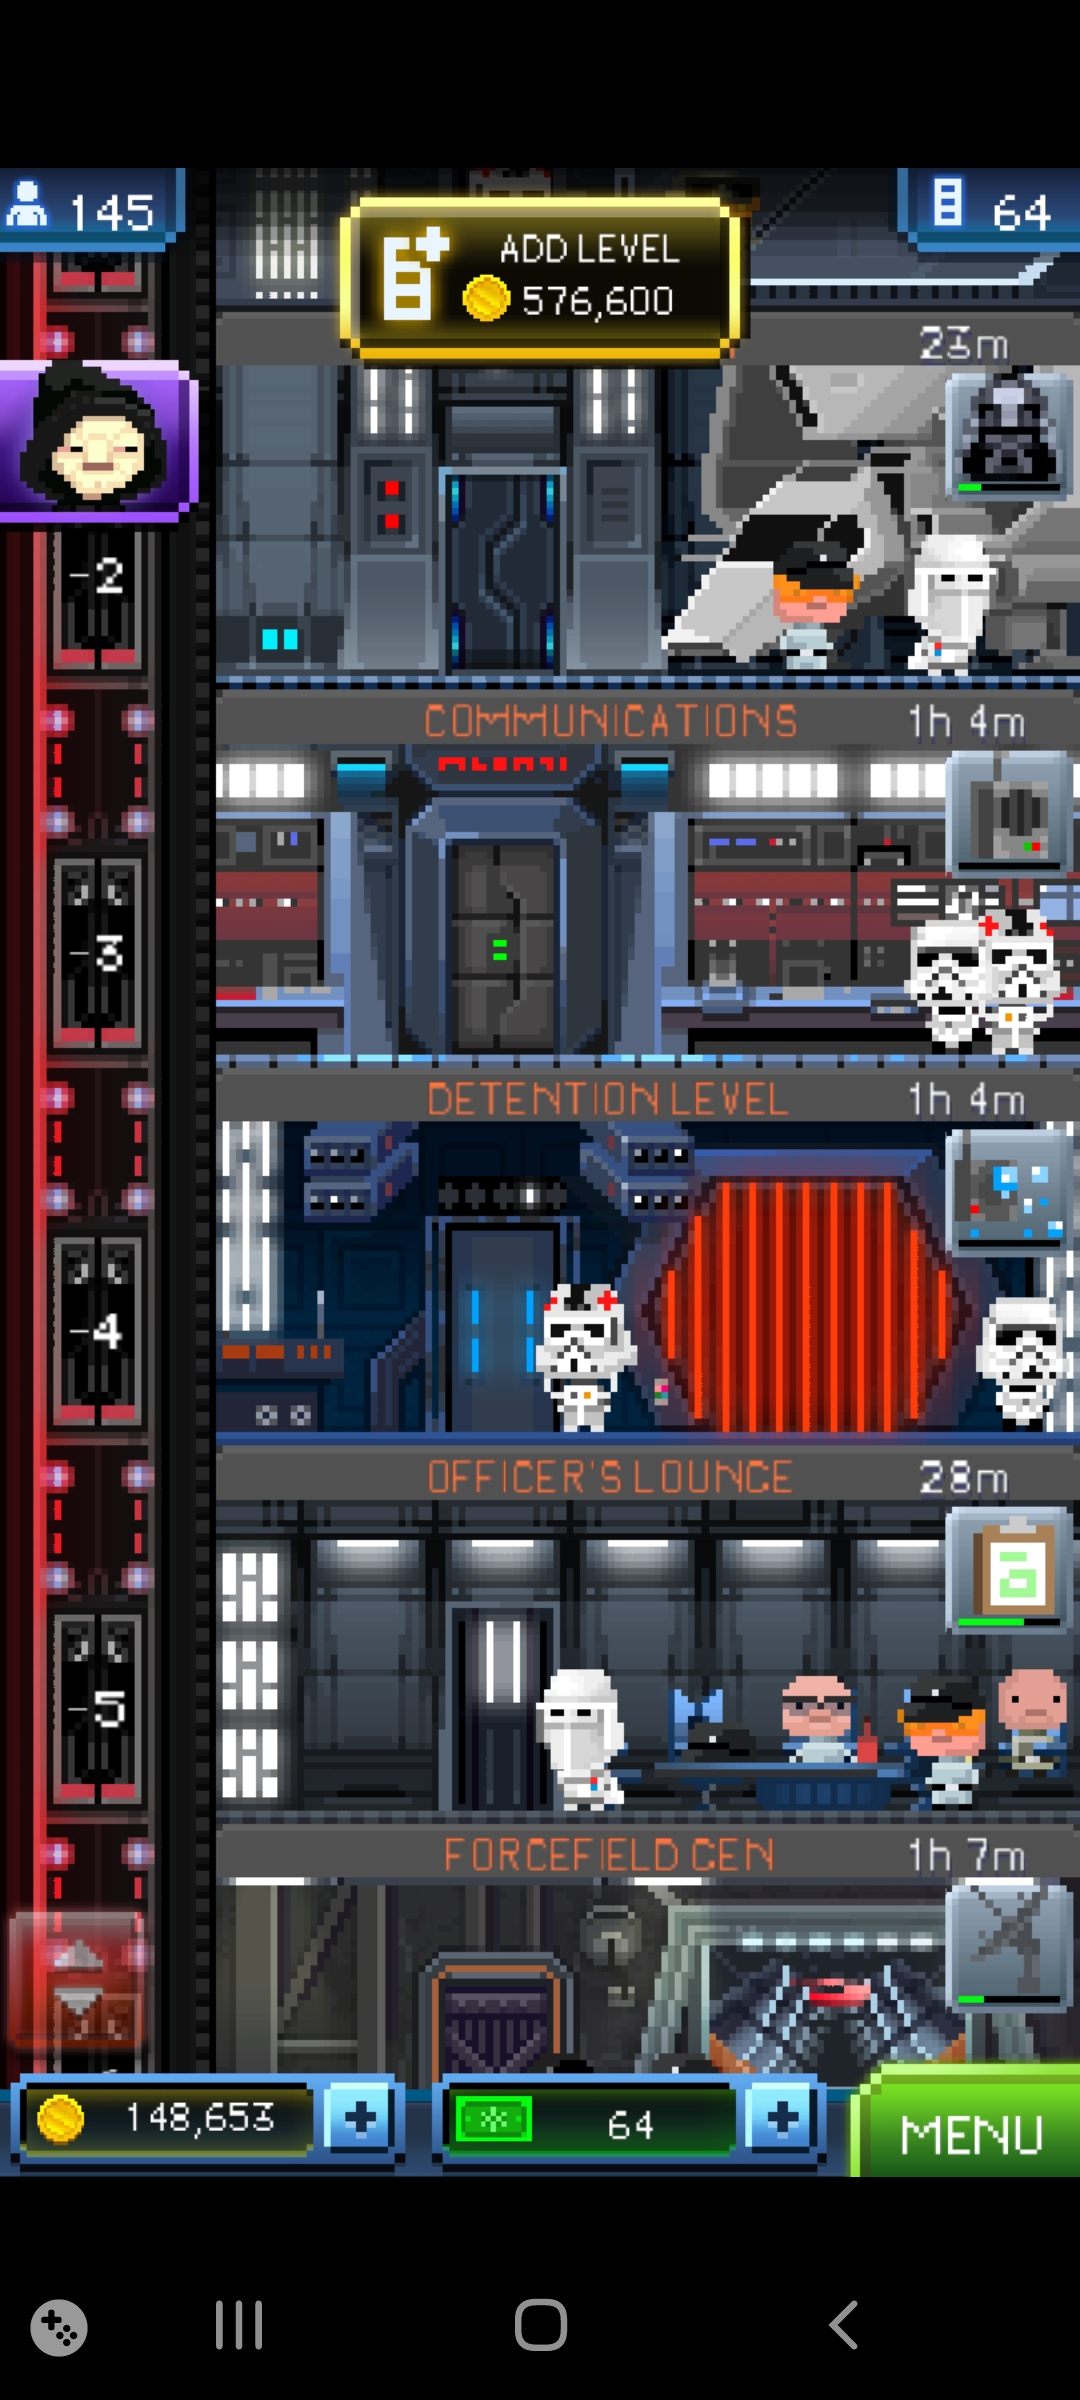 145
ADD LEVEL
576,600
64
23m
-2
COMMUNICATIONS
1h 4m
-3
DETENTION LEVEL
1h 4m
-4
OFFICER'S LOUNGE
28m
-5
FORCEFIELD GEN
1h 7m
148,653
64
MENU